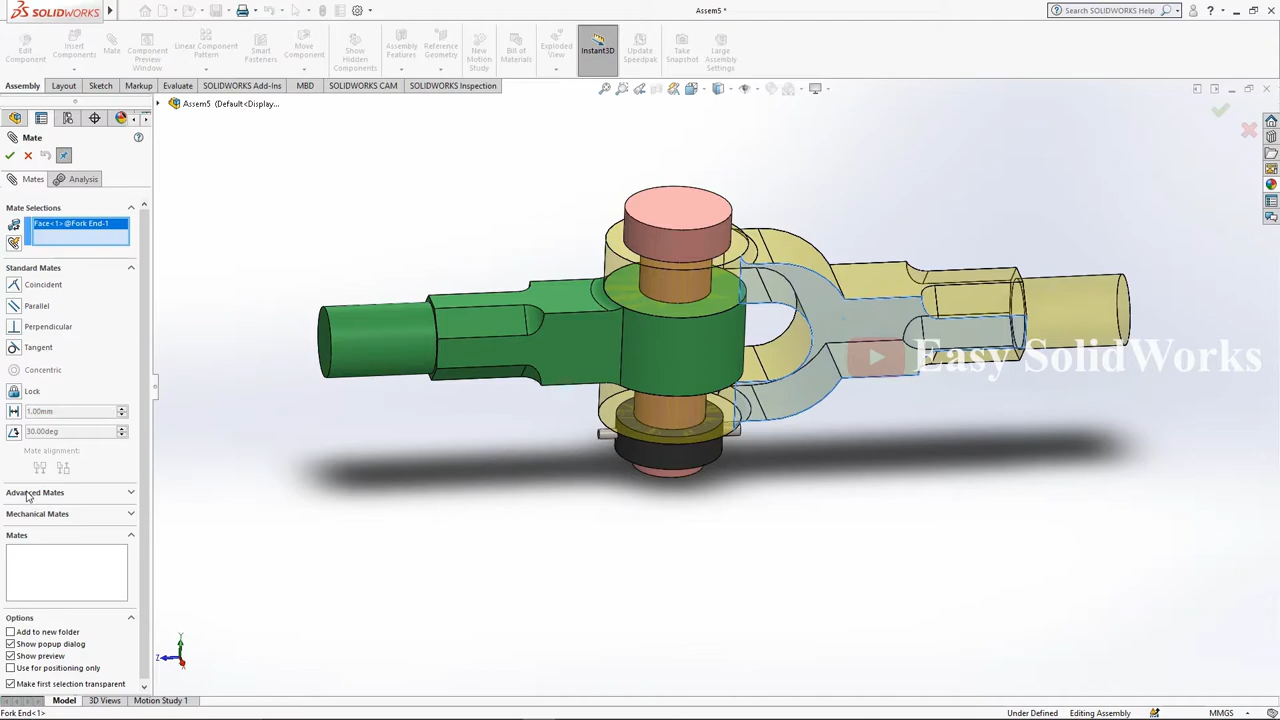 SOLIDWORKS
Assem5 *
Search SOLIDWORKS Help
Edit Component
Insert Components
Mate
Component Preview Window
Linear Component Pattern
Smart Fasteners
Move Component
Show Hidden Components
Assembly Features
Reference Geometry
New Motion Study
Bill of Materials
Exploded View
Instant3D
Update Speedpak
Take Snapshot
Large Assembly Settings
Assembly Layout Sketch Markup Evaluate SOLIDWORKS Add-Ins MBD SOLIDWORKS CAM SOLIDWORKS Inspection
Assem5 (Default<Display...
Mate
Mates Analysis
Mate Selections
Face<1>@Fork End-1
Standard Mates
Coincident
Parallel
Perpendicular
Tangent
Concentric
Lock
1.00mm
30.00deg
Mate alignment:
Advanced Mates
Mechanical Mates
Mates
Options
Add to new folder
Show popup dialog
Show preview
Use for positioning only
Make first selection transparent
Easy SolidWorks
Y
Z
X
Model 3D Views Motion Study 1
Fork End<1>
Under Defined Editing Assembly MMGS